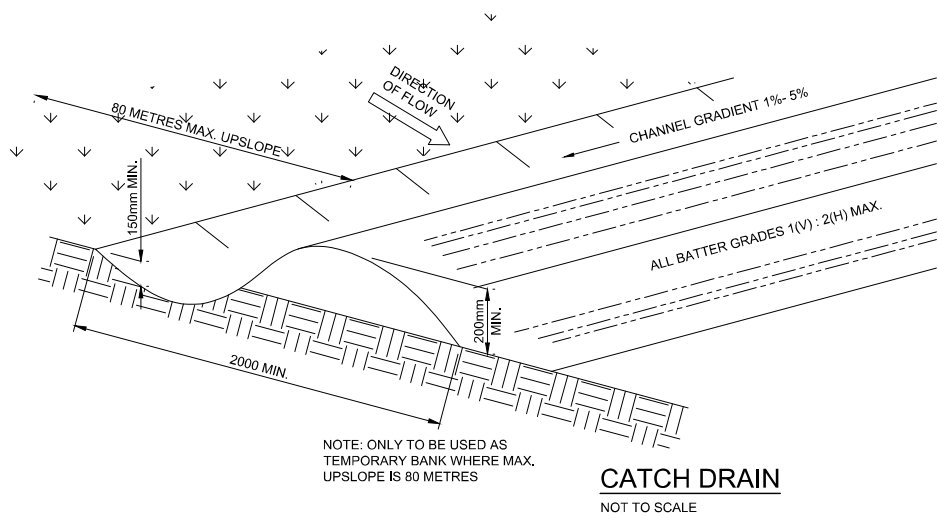 DIRECTION
OF FLOW
80 METRES MAX. UPSLOPE
CHANNEL GRADIENT 1%- 5%
150mm MIN.
ALL BATTER GRADES 1(V) : 2(H) MAX.
200mm
MIN.
2000 MIN.
NOTE: ONLY TO BE USED AS
TEMPORARY BANK WHERE MAX.
UPSLOPE IS 80 METRES
CATCH DRAIN
NOT TO SCALE